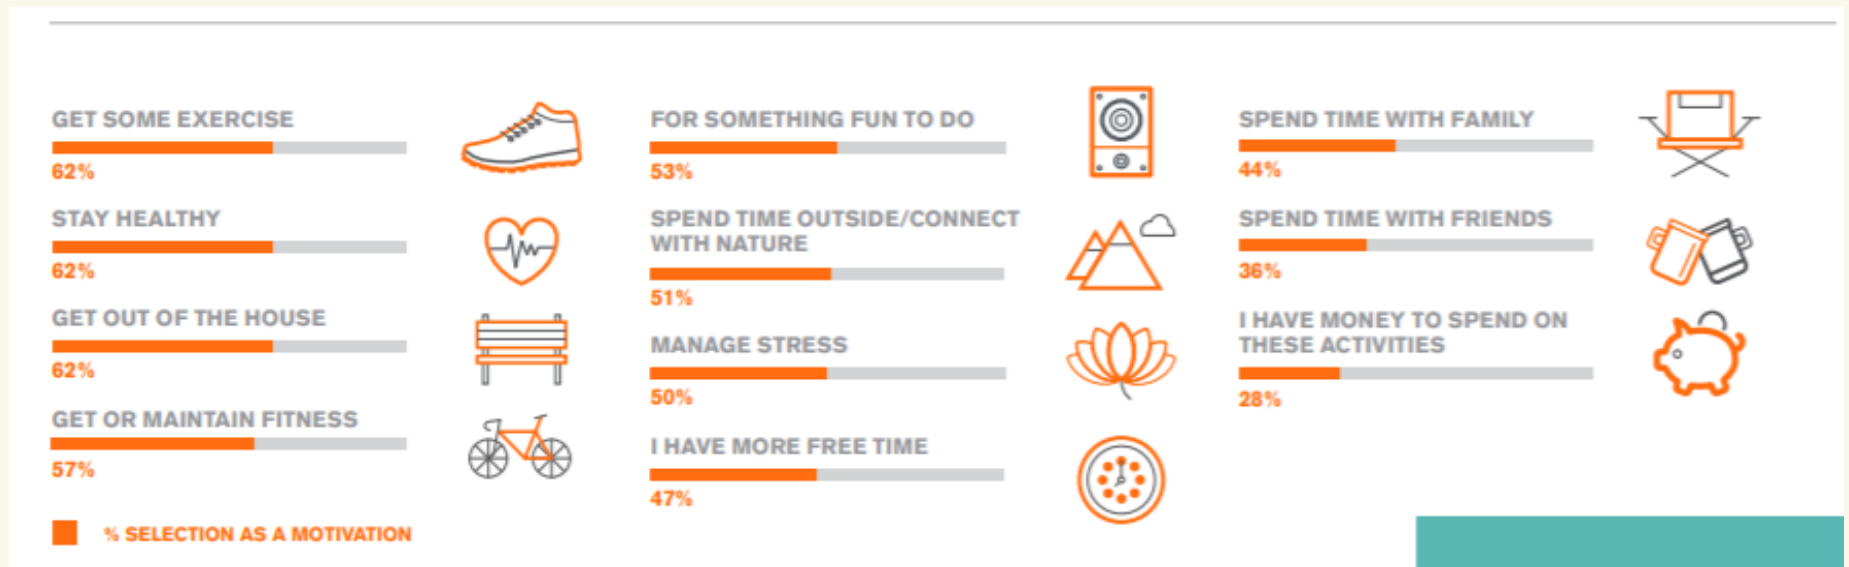 GET SOME EXERCISE
62%
STAY HEALTHY
62%
GET OUT OF THE HOUSE
62%
GET OR MAINTAIN FITNESS
57%
% SELECTION AS A MOTIVATION
FOR SOMETHING FUN TO DO
53%
SPEND TIME OUTSIDE/CONNECT
WITH NATURE
51%
MANAGE STRESS
50%
I HAVE MORE FREE TIME
47%
SPEND TIME WITH FAMILY
44%
SPEND TIME WITH FRIENDS
36%
I HAVE MONEY TO SPEND ON
THESE ACTIVITIES
28%